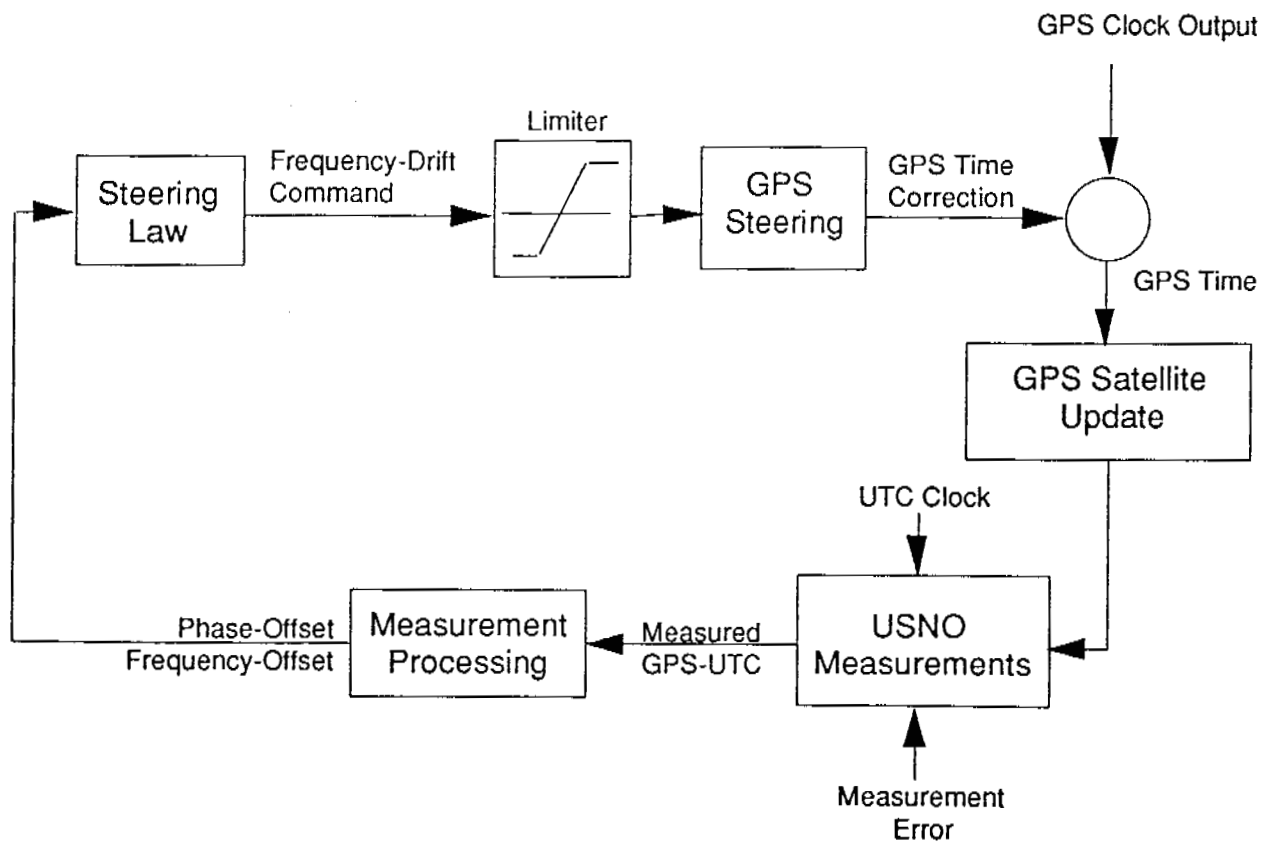 GPS Clock Output
Limiter
Steering
Law
Frequency-Drift
Command
GPS
Steering
GPS Time
Correction
GPS Time
GPS Satellite
Update
UTC Clock
USNO
Measurements
Measurement
Error
Measured
GPS-UTC
Measurement
Processing
Phase-Offset
Frequency-Offset